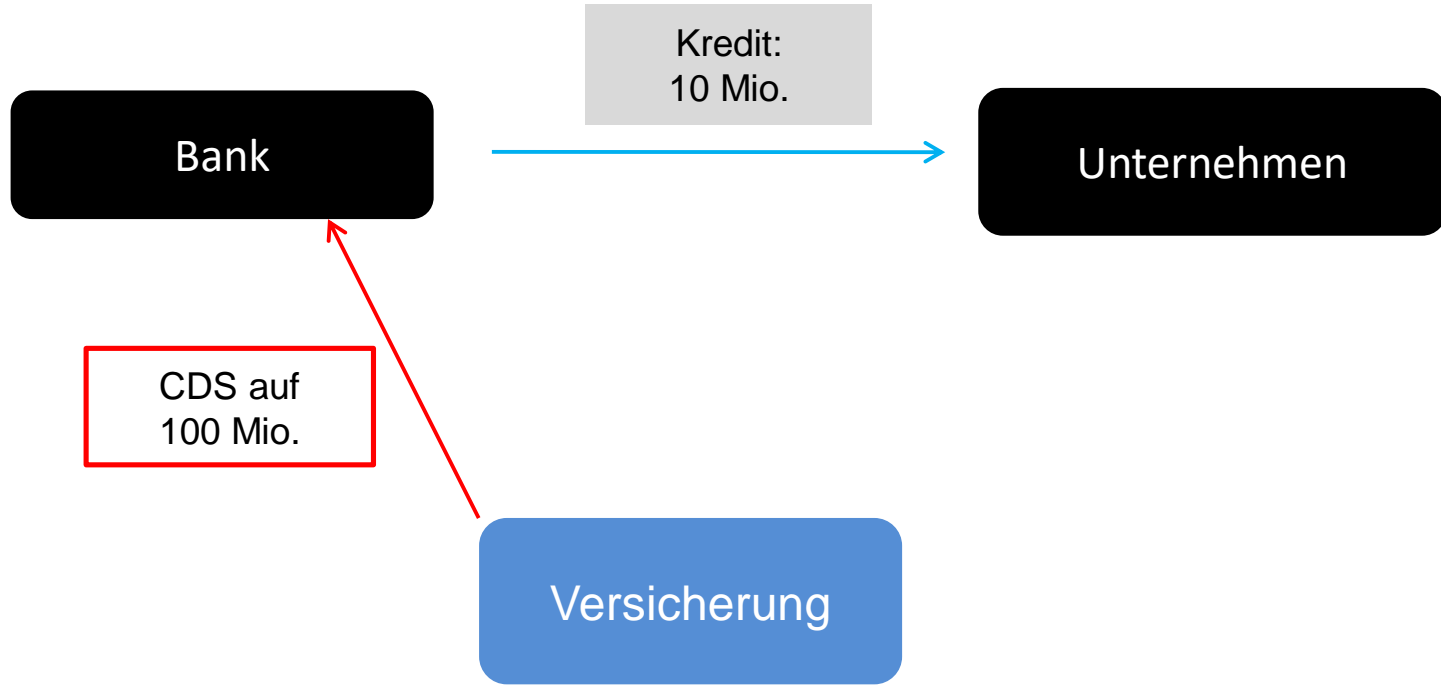 Kredit:
10 Mio.
Bank
Unternehmen
CDS auf
100 Mio.
Versicherung